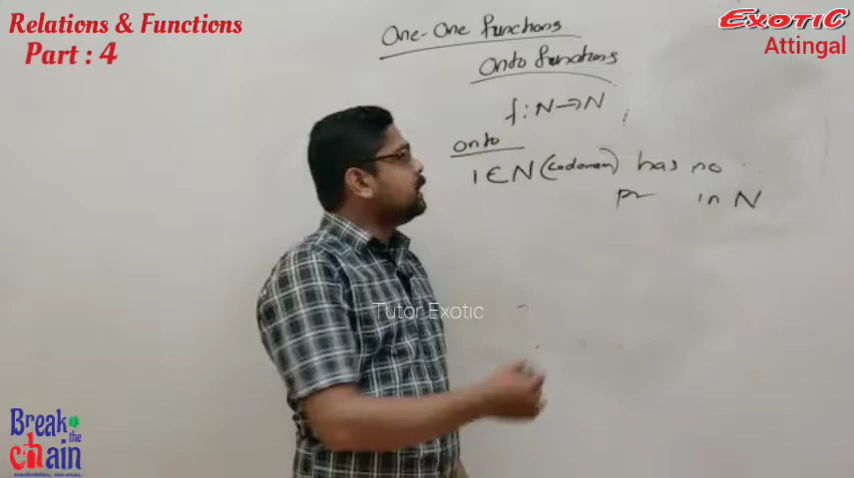 Relations & Functions
Part : 4
EXOTIC
Attingal
One-One Functions
Onto Functions
f : N → N
Onto
1 ∈ N (codomain) has no
in N
Tutor Exotic
Break
the
chain